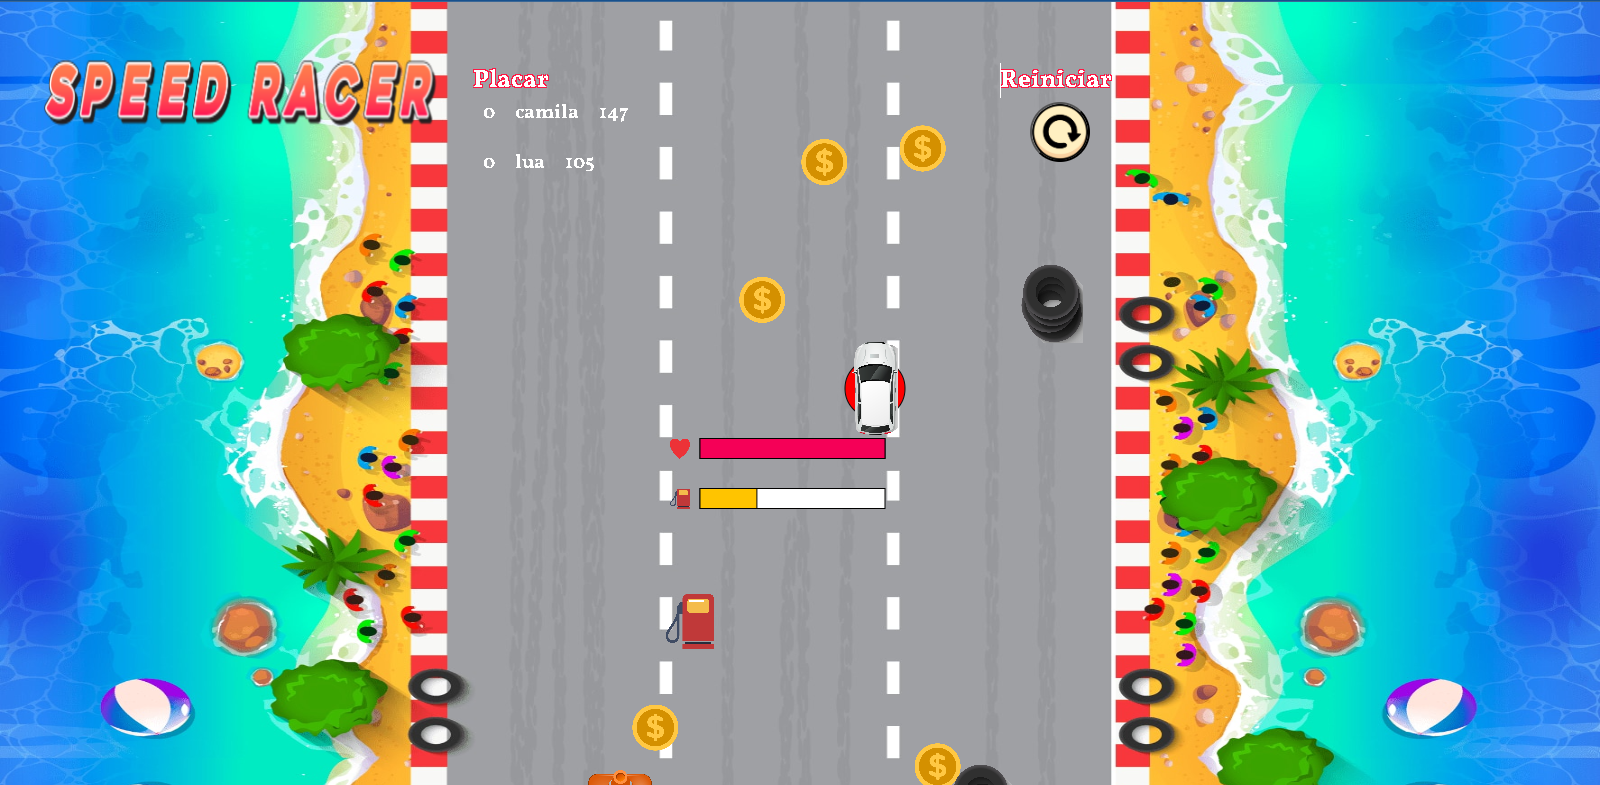 SPEED RACER
Placar
Reiniciar
0 camila 147
0 lua 105
$
$
$
$
$